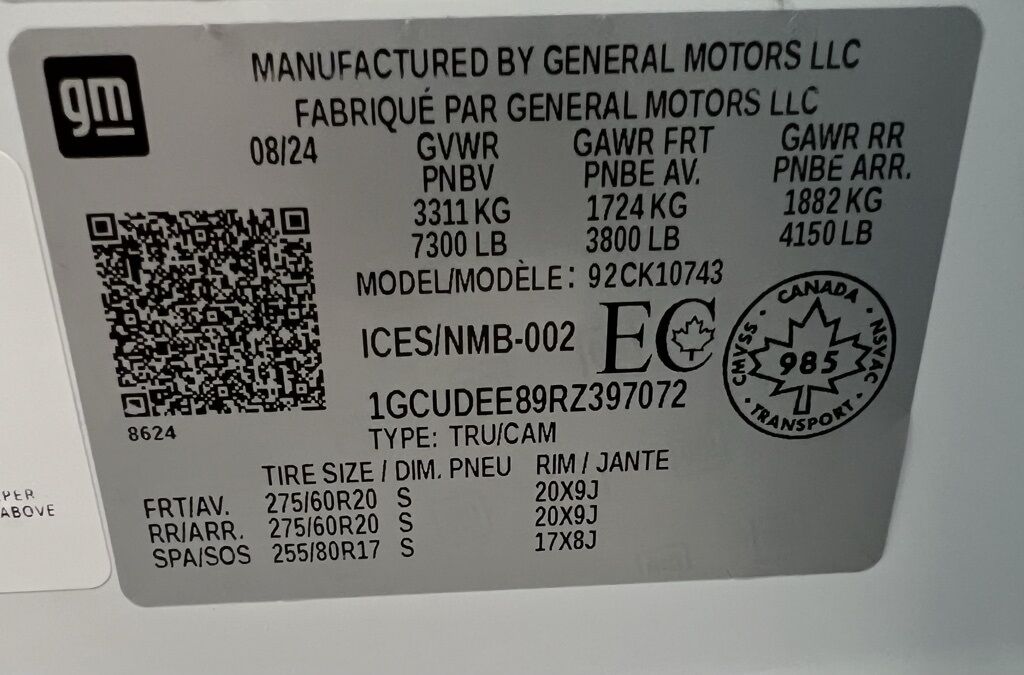 gm
MANUFACTURED BY GENERAL MOTORS LLC
FABRIQUÉ PAR GENERAL MOTORS LLC
08/24 GVWR GAWR FRT GAWR RR
PNBV PNBE AV. PNBE ARR.
3311 KG 1724 KG 1882 KG
7300 LB 3800 LB 4150 LB
MODEL/MODÈLE: 92CK10743
ICES/NMB-002 EC
CANADA
CMVSS 985 NSVAC
TRANSPORT
1GCUDEE89RZ397072
8624
TYPE: TRU/CAM
TIRE SIZE / DIM. PNEU RIM / JANTE
FRT/AV. 275/60R20 S 20X9J
RR/ARR. 275/60R20 S 20X9J
SPA/SOS 255/80R17 S 17X8J
ABOVE